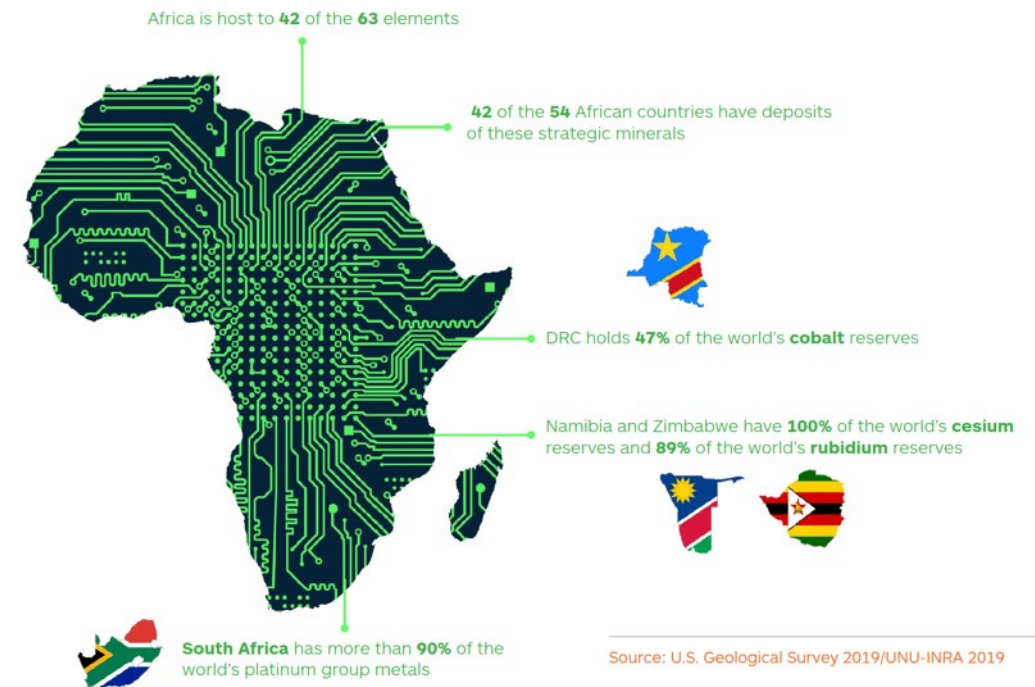 Africa is host to 42 of the 63 elements
42 of the 54 African countries have deposits
of these strategic minerals
DRC holds 47% of the world's cobalt reserves
Namibia and Zimbabwe have 100% of the world's cesium
reserves and 89% of the world's rubidium reserves
South Africa has more than 90% of the
world's platinum group metals
Source: U.S. Geological Survey 2019/UNU-INRA 2019